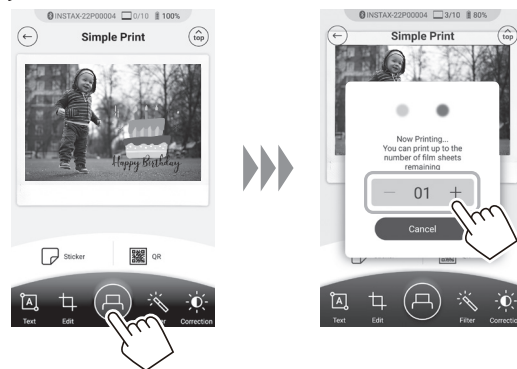 INSTAX-22P00004 0/10 100%
Simple Print
top
Happy Birthday
Sticker
QR
Text
Edit
Correction
INSTAX-22P00004 3/10 80%
Simple Print
top
Now Printing...
You can print up to the
number of film sheets
remaining
01
Cancel
Text
Edit
Filter